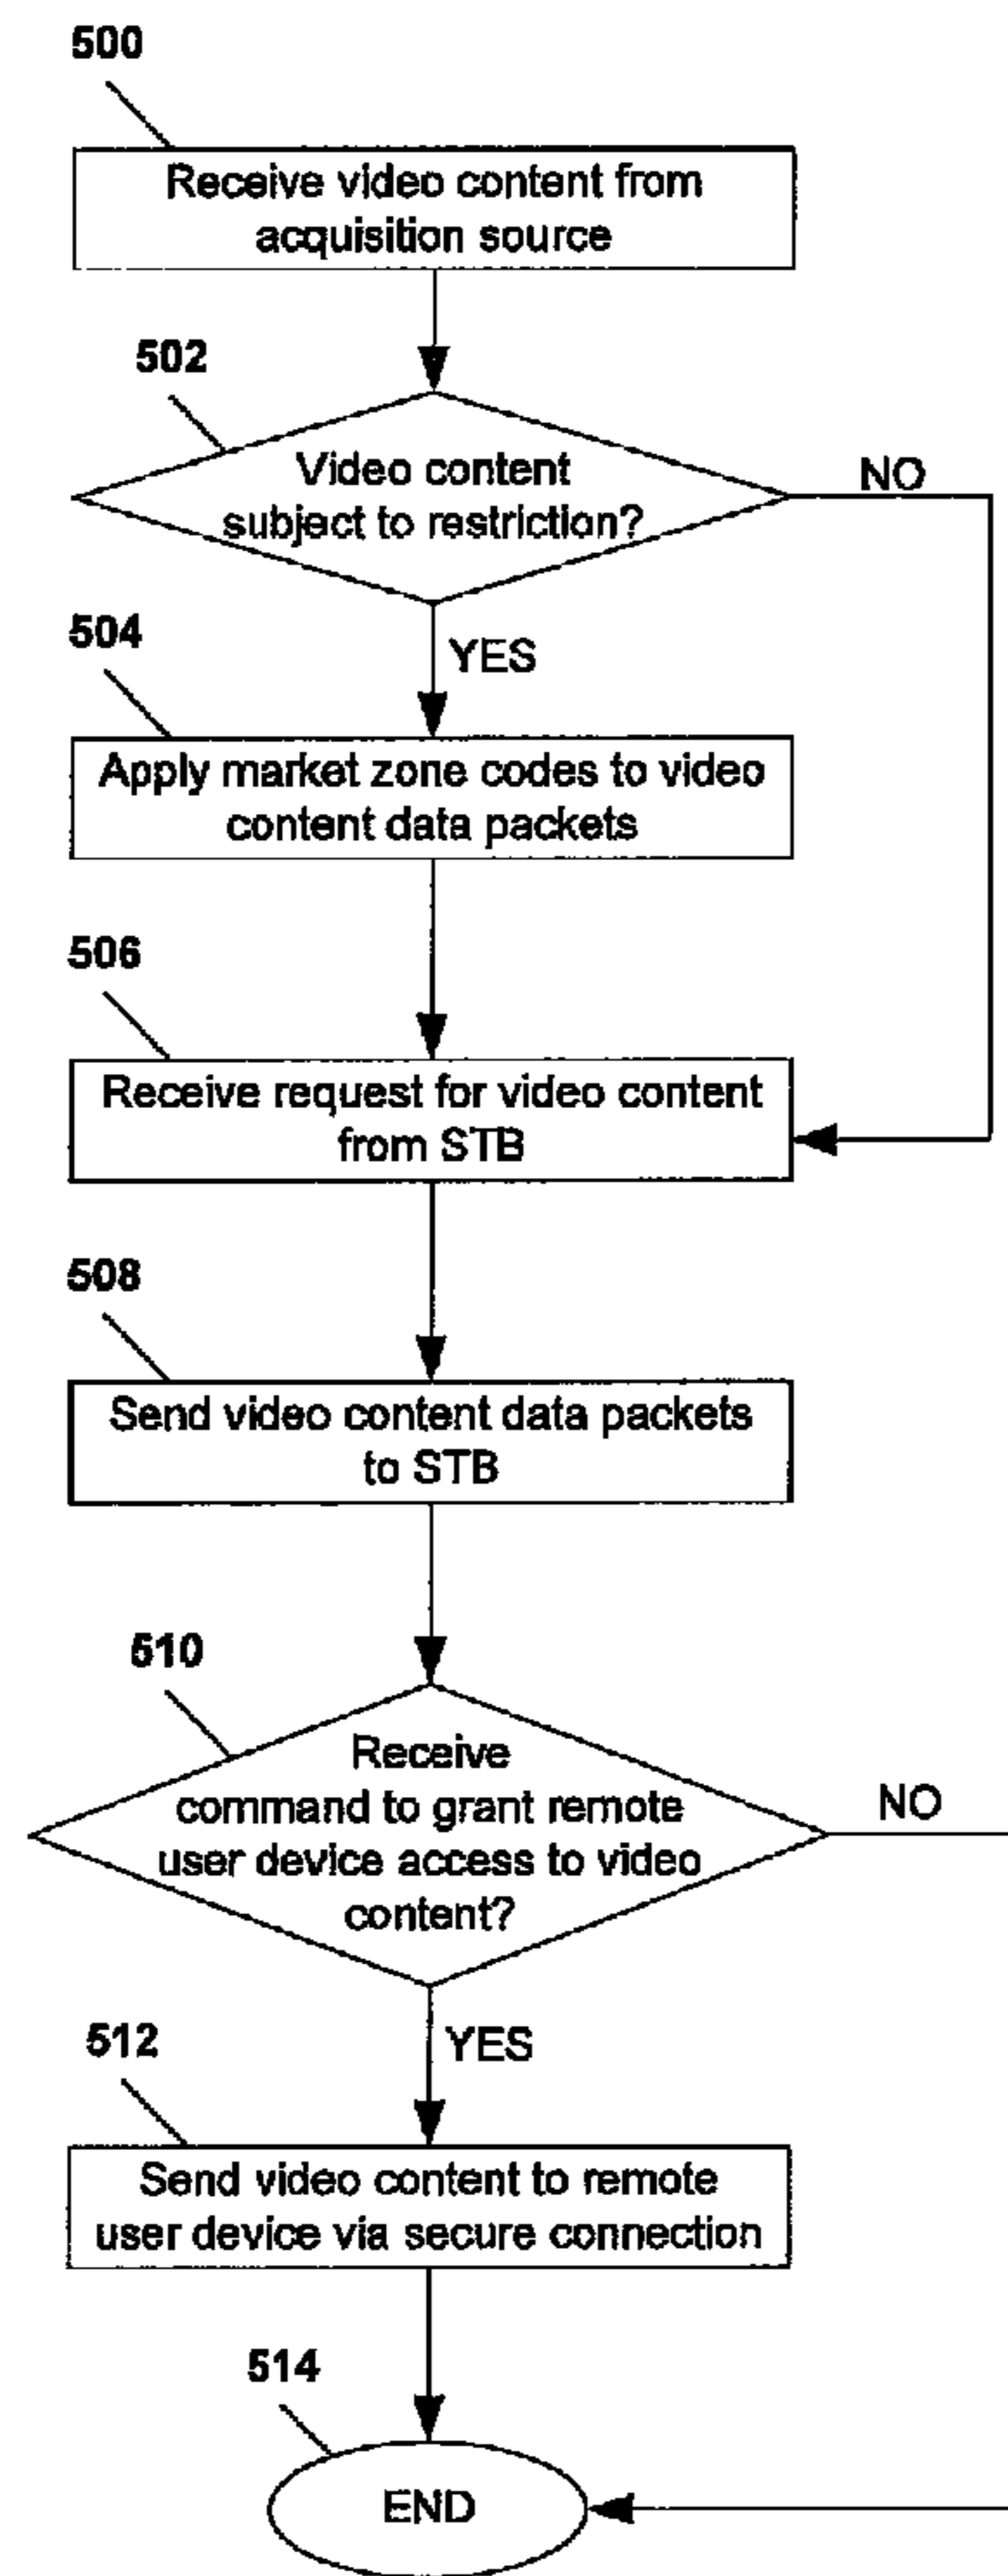 500
Receive video content from
acquisition source
502
Video content
subject to restriction?
NO
504
YES
Apply market zone codes to video
content data packets
506
Receive request for video content
from STB
508
Send video content data packets
to STB
510
Receive
command to grant remote
user device access to video
content?
NO
512
YES
Send video content to remote
user device via secure connection
514
END